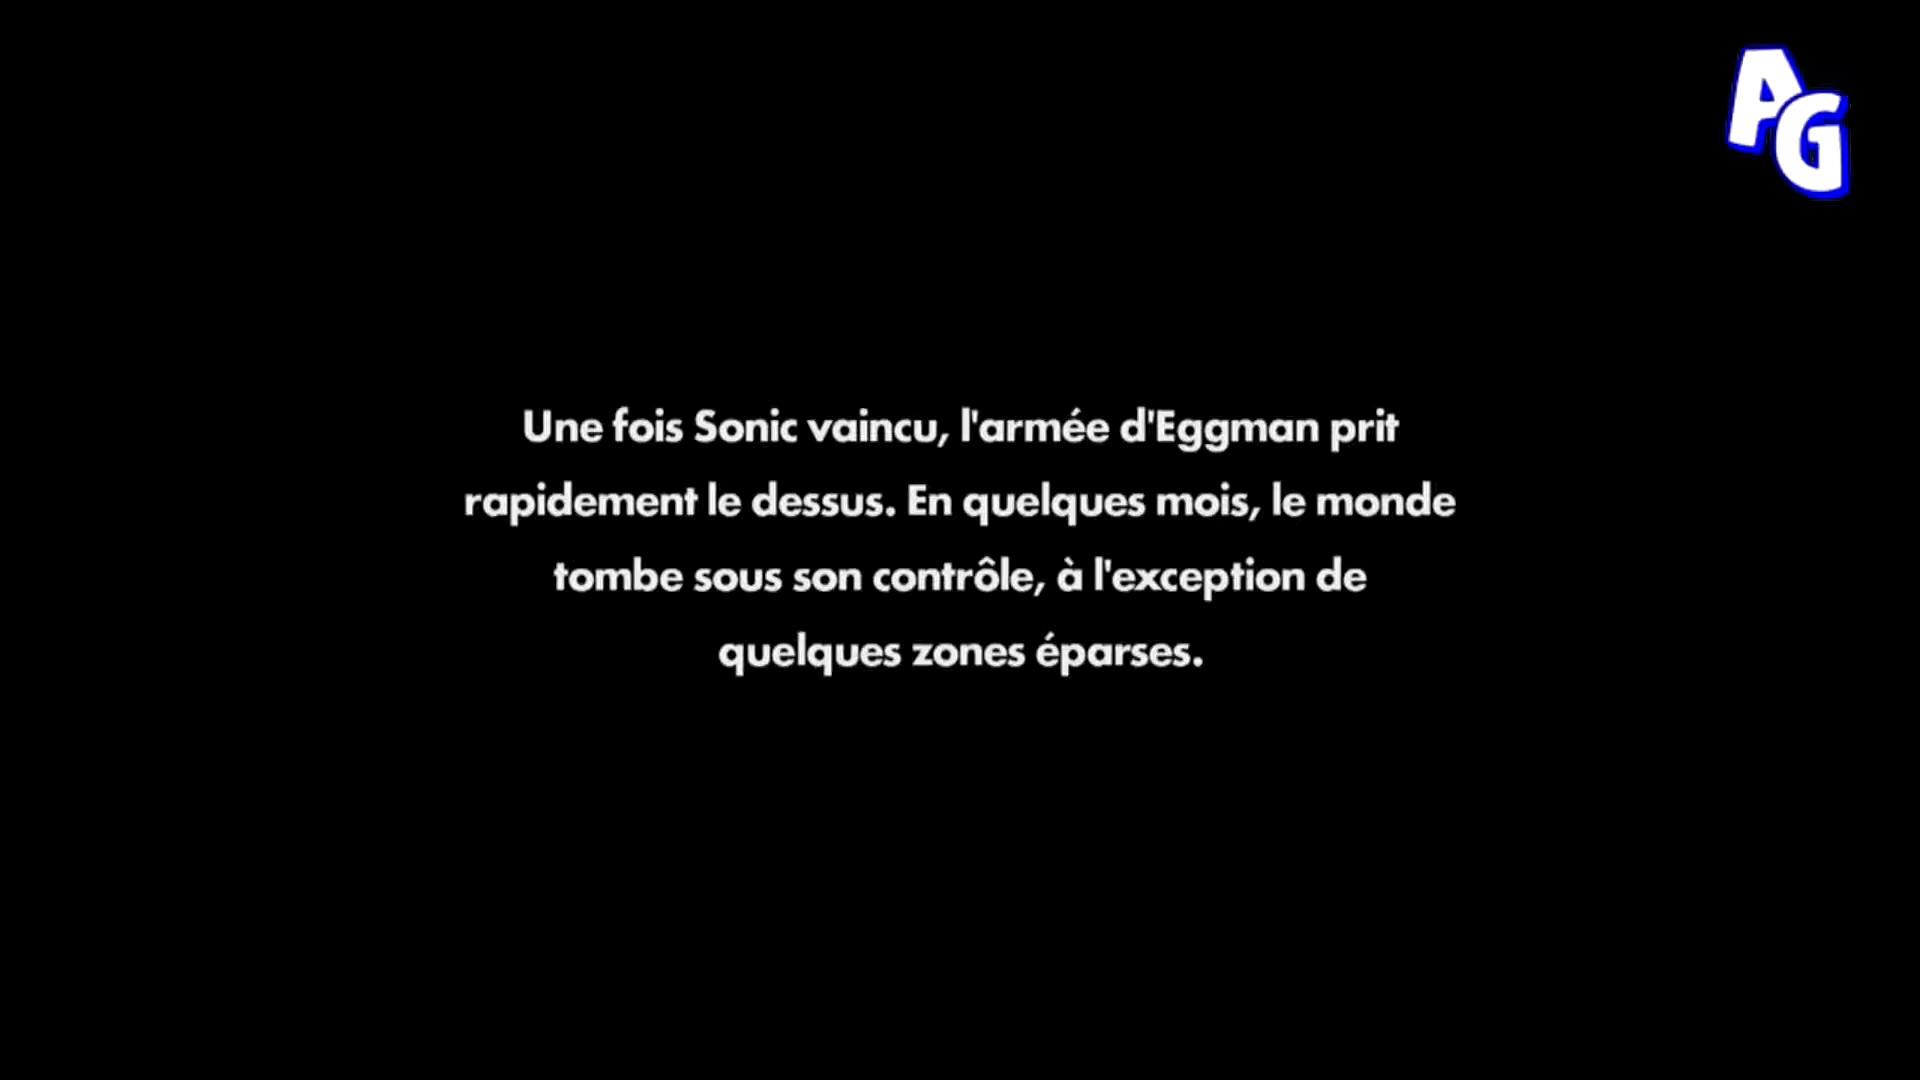 AG
Une fois Sonic vaincu, l'armée d'Eggman prit
rapidement le dessus. En quelques mois, le monde
tombe sous son contrôle, à l'exception de
quelques zones éparses.